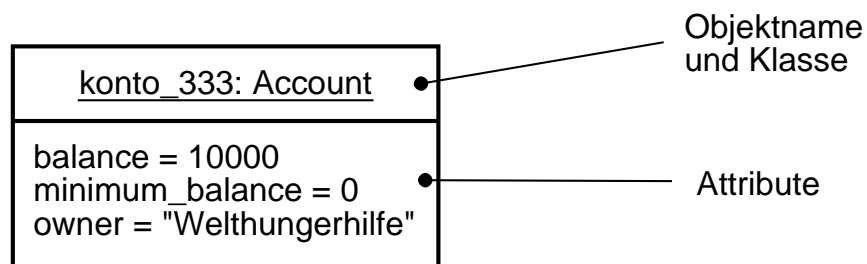 Objektname
und Klasse
konto_333: Account
balance = 10000
minimum_balance = 0
owner = "Welthungerhilfe"
Attribute